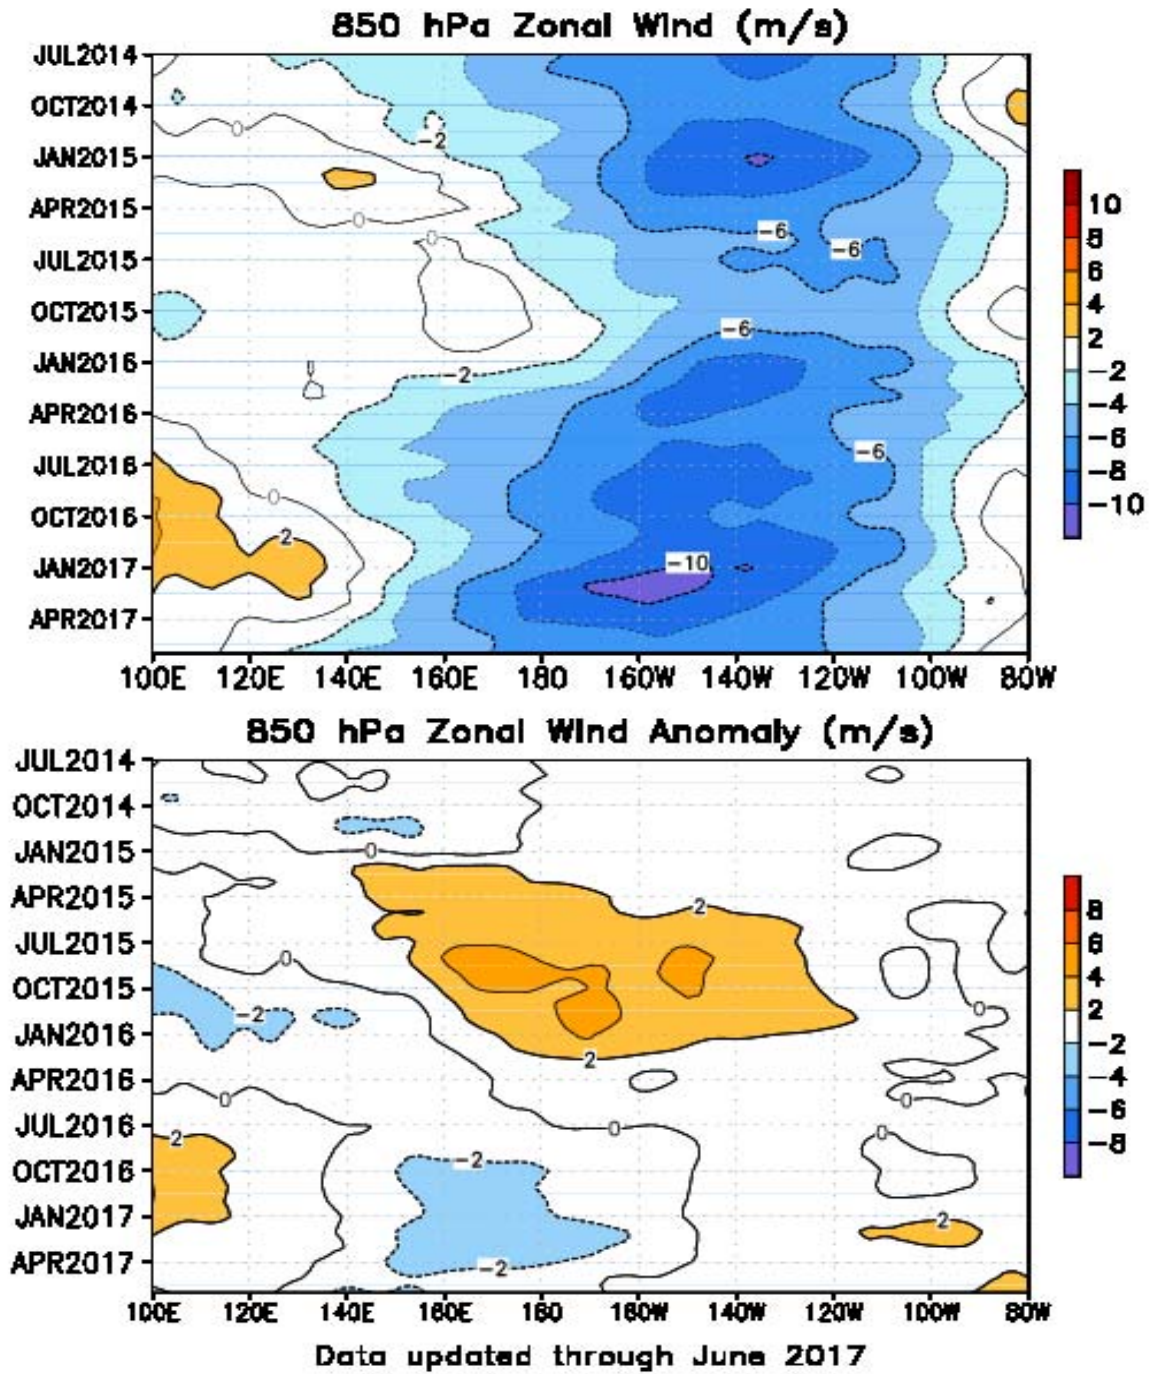 850 hPa Zonal Wind (m/s)
JUL2014
OCT2014
JAN2015
APR2015
JUL2015
OCT2015
JAN2016
APR2016
JUL2016
OCT2016
JAN2017
APR2017
0
−2
0
0
−6
−6
−6
−2
−6
0
2
−10
100E 120E 140E 160E 180 160W 140W 120W 100W 80W
10
8
6
4
2
−2
−4
−6
−8
−10
850 hPa Zonal Wind Anomaly (m/s)
JUL2014
OCT2014
JAN2015
APR2015
JUL2015
OCT2015
JAN2016
APR2016
JUL2016
OCT2016
JAN2017
APR2017
0
2
0
−2
0
2
0
0
0
2
0
−2
2
−2
100E 120E 140E 160E 180 160W 140W 120W 100W 80W
8
6
4
2
−2
−4
−6
−8
Data updated through June 2017